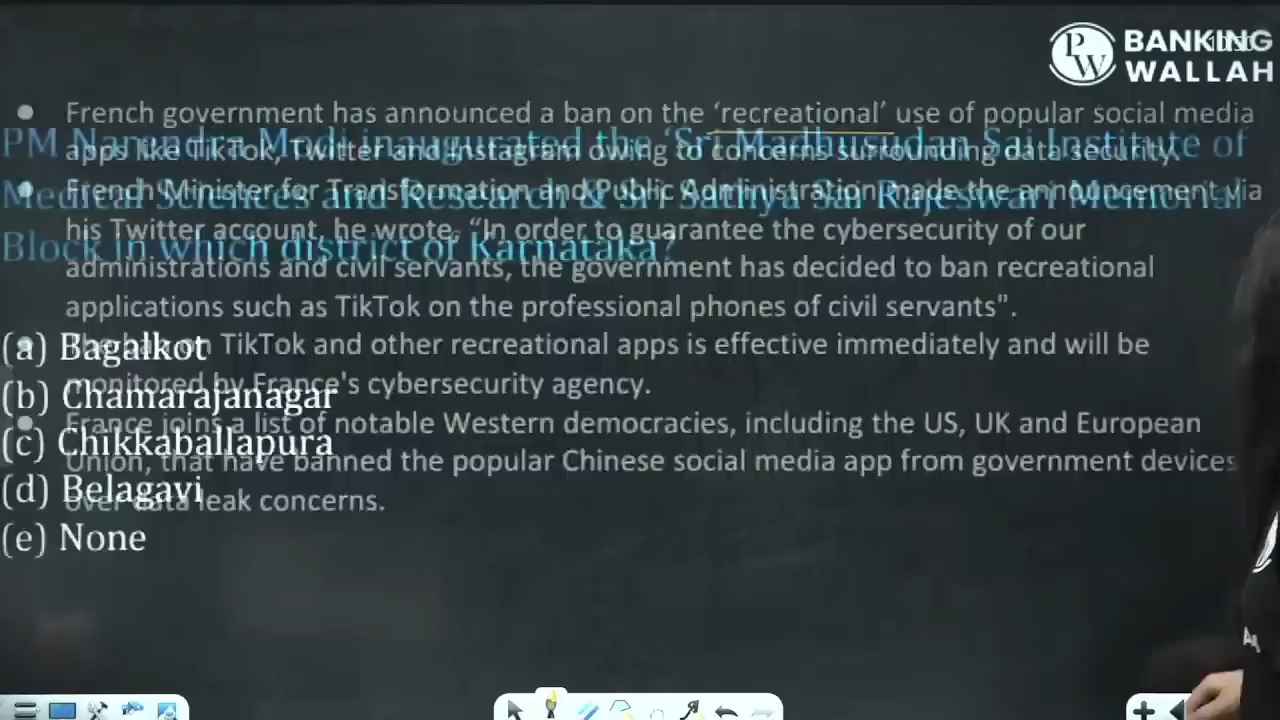 BANKING
WALLAH
PW
• French government has announced a ban on the ‘recreational’ use of popular social media
apps like TikTok, Twitter and Instagram owing to concerns surrounding data security.
• French Minister for Transformation and Public Administration made the announcement via
his Twitter account, he wrote, “In order to guarantee the cybersecurity of our
administrations and civil servants, the government has decided to ban recreational
applications such as TikTok on the professional phones of civil servants".
• The ban on TikTok and other recreational apps is effective immediately and will be
monitored by France's cybersecurity agency.
• France joins a list of notable Western democracies, including the US, UK and European
Union, that have banned the popular Chinese social media app from government devices
over data leak concerns.
PM Narendra Modi inaugurated the ‘Sri Madhusudan Sai Institute of
Medical Sciences and Research & Sri Sathya Sai Rajeswari Memorial
Block in which district of Karnataka?
(a) Bagalkot
(b) Chamarajanagar
(c) Chikkaballapura
(d) Belagavi
(e) None